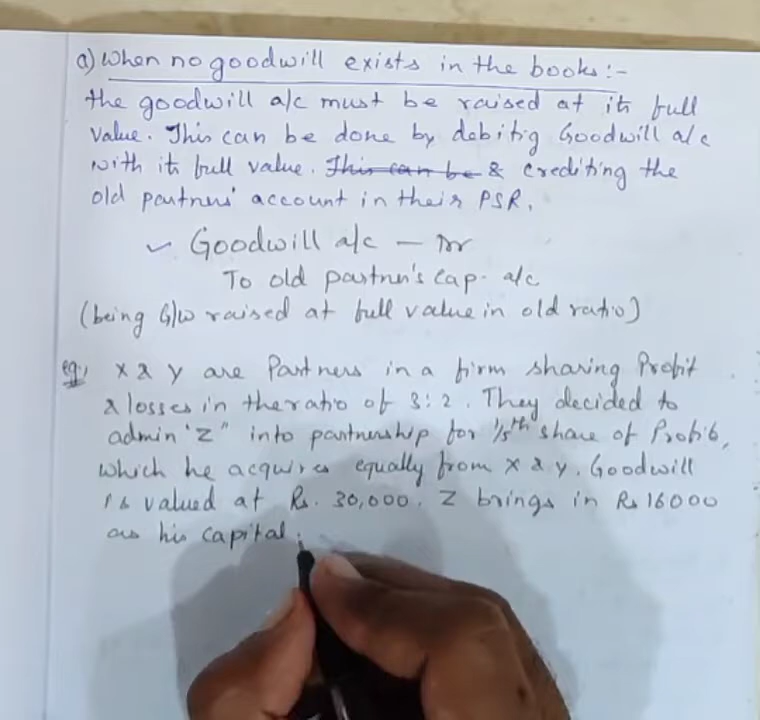 a) When no goodwill exists in the books:-
the goodwill a/c must be raised at its full
value. This can be done by debitig Goodwill a/c
with its full value. This can be & crediting the
old partners' account in their PSR.
Goodwill a/c — Dr
To old partner's Cap. a/c
(being G/w raised at full value in old ratio)
eg:, X & Y are Partners in a firm sharing Profit
& losses in the ratio of 3:2. They decided to
admin 'Z" into partnership for 1/5th share of Profit,
which he acquires equally from X & Y. Goodwill
is valued at Rs. 30,000. Z brings in Rs 16000
as his capital.